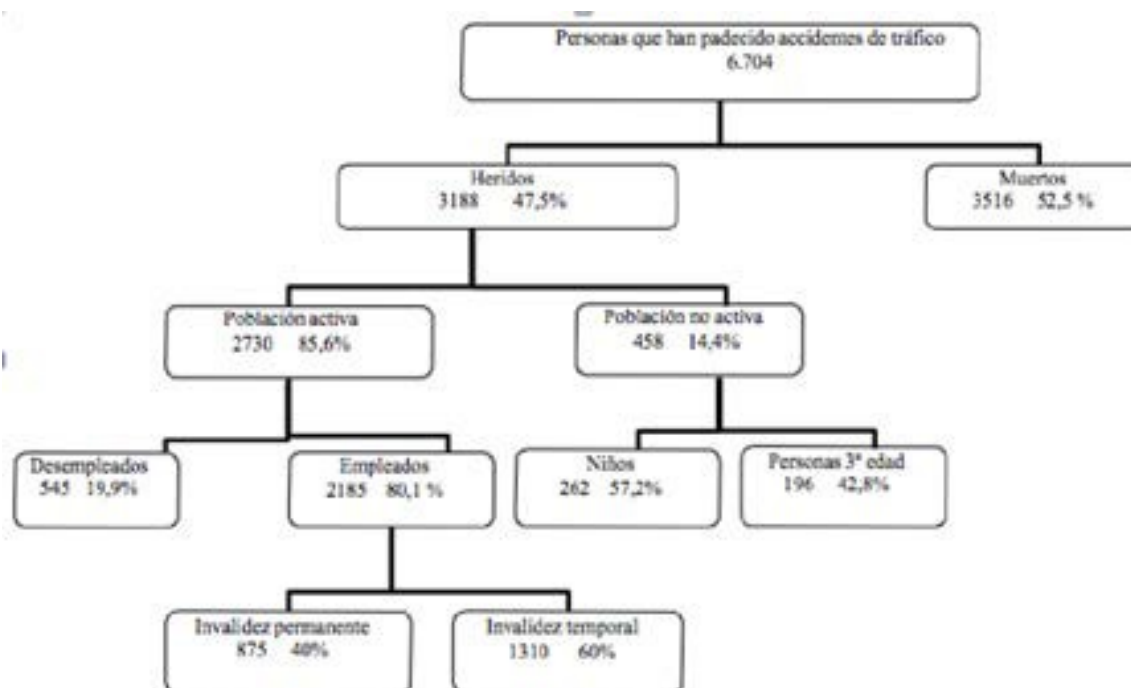 Personas que han padecido accidentes de tráfico
6.704
Heridos
3188 47,5%
Muertos
3516 52,5 %
Población activa
2730 85,6%
Población no activa
458 14,4%
Desempleados
545 19,9%
Empleados
2185 80,1 %
Niños
262 57,2%
Personas 3ª edad
196 42,8%
Invalidez permanente
875 40%
Invalidez temporal
1310 60%